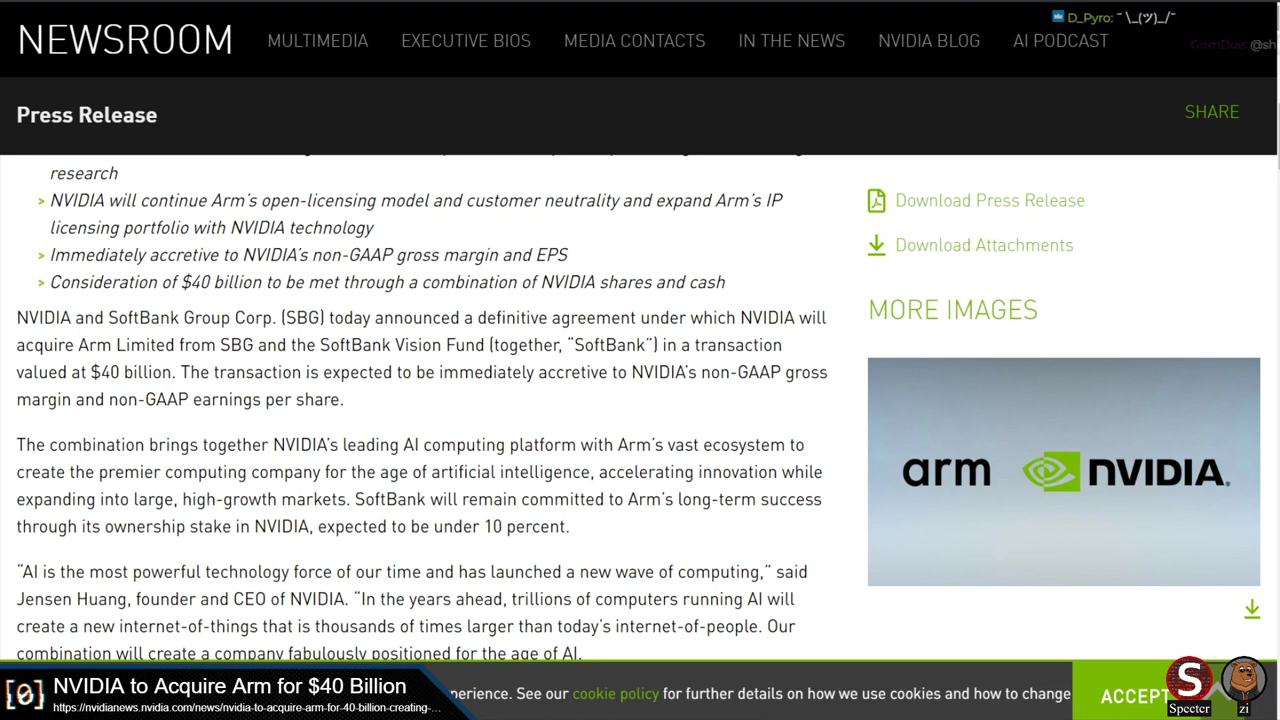 D_Pyro: ¯ \_(ツ)_/¯
GrimDoe: @sh
NEWSROOM
MULTIMEDIA
EXECUTIVE BIOS
MEDIA CONTACTS
IN THE NEWS
NVIDIA BLOG
AI PODCAST
Press Release
SHARE
research
> NVIDIA will continue Arm’s open-licensing model and customer neutrality and expand Arm’s IP
licensing portfolio with NVIDIA technology
> Immediately accretive to NVIDIA’s non-GAAP gross margin and EPS
> Consideration of $40 billion to be met through a combination of NVIDIA shares and cash
NVIDIA and SoftBank Group Corp. (SBG) today announced a definitive agreement under which NVIDIA will
acquire Arm Limited from SBG and the SoftBank Vision Fund (together, “SoftBank”) in a transaction
valued at $40 billion. The transaction is expected to be immediately accretive to NVIDIA’s non-GAAP gross
margin and non-GAAP earnings per share.
The combination brings together NVIDIA’s leading AI computing platform with Arm’s vast ecosystem to
create the premier computing company for the age of artificial intelligence, accelerating innovation while
expanding into large, high-growth markets. SoftBank will remain committed to Arm’s long-term success
through its ownership stake in NVIDIA, expected to be under 10 percent.
“AI is the most powerful technology force of our time and has launched a new wave of computing,” said
Jensen Huang, founder and CEO of NVIDIA. “In the years ahead, trillions of computers running AI will
create a new internet-of-things that is thousands of times larger than today’s internet-of-people. Our
combination will create a company fabulously positioned for the age of AI.
Download Press Release
Download Attachments
MORE IMAGES
arm NVIDIA.
[0]
NVIDIA to Acquire Arm for $40 Billion
https://nvidianews.nvidia.com/news/nvidia-to-acquire-arm-for-40-billion-creating-...
perience. See our cookie policy for further details on how we use cookies and how to change
ACCEPT
S
Specter
zi